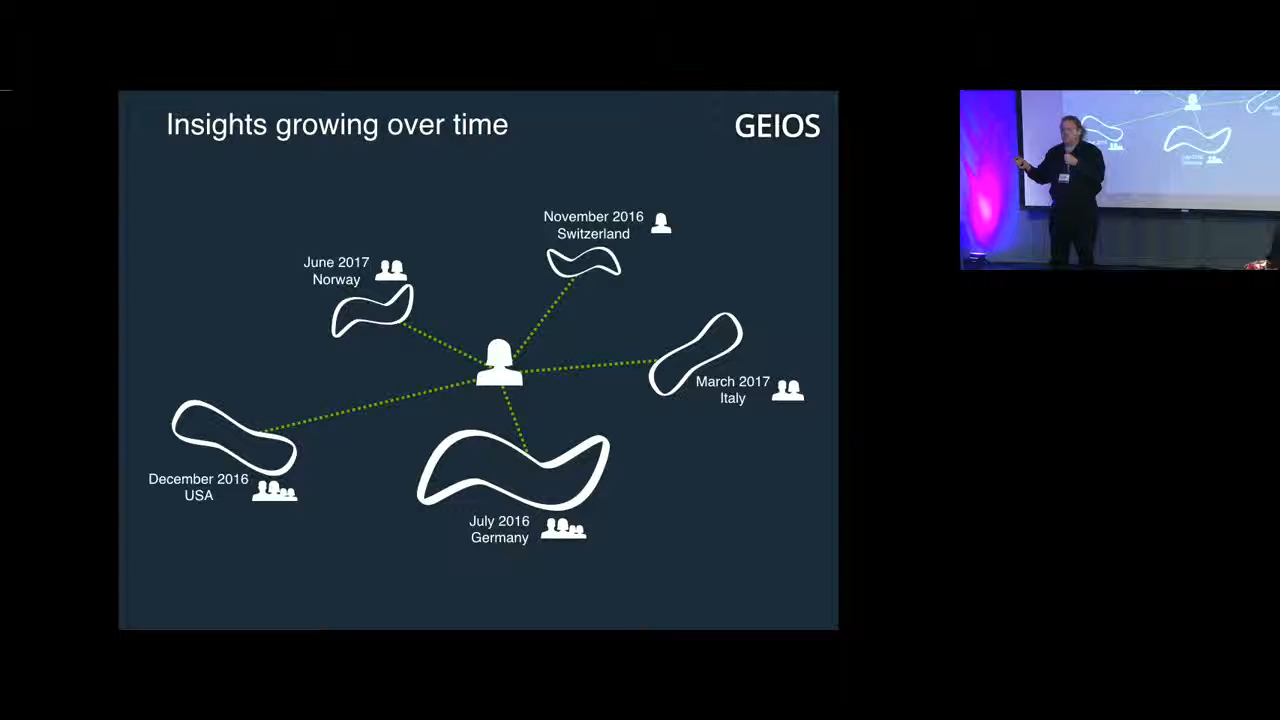 Insights growing over time
GEIOS
November 2016
Switzerland
June 2017
Norway
March 2017
Italy
December 2016
USA
July 2016
Germany